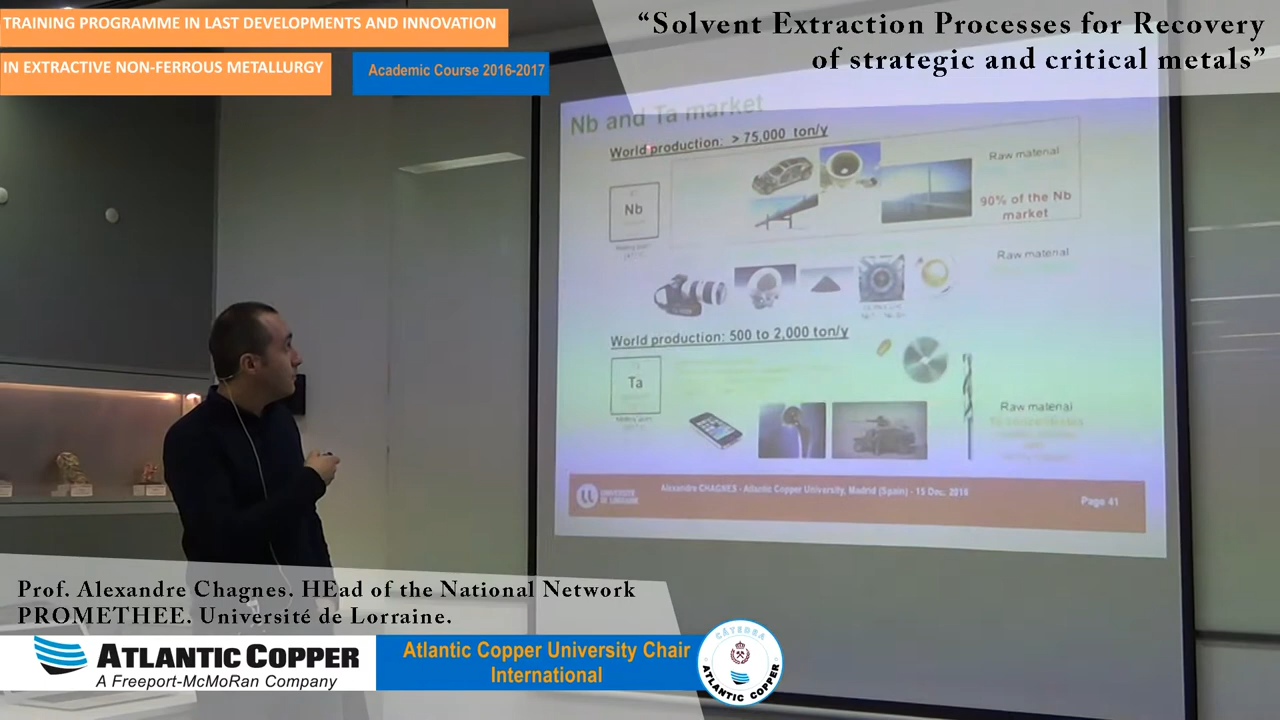 TRAINING PROGRAMME IN LAST DEVELOPMENTS AND INNOVATION
IN EXTRACTIVE NON-FERROUS METALLURGY
Academic Course 2016-2017
“Solvent Extraction Processes for Recovery
of strategic and critical metals”
Nb and Ta market
World production: > 75,000 ton/y
Raw material
Nb
90% of the Nb
market
Raw material
World production: 500 to 2,000 ton/y
Ta
Raw material
UNIVERSITÉ
DE LORRAINE
Alexandre CHAGNES - Atlantic Copper University, Madrid (Spain) - 15 Dec. 2016
Page 41
Prof. Alexandre Chagnes. HEad of the National Network
PROMETHEE. Université de Lorraine.
ATLANTIC COPPER
A Freeport-McMoRan Company
Atlantic Copper University Chair
International
CÁTEDRA
ATLANTIC COPPER